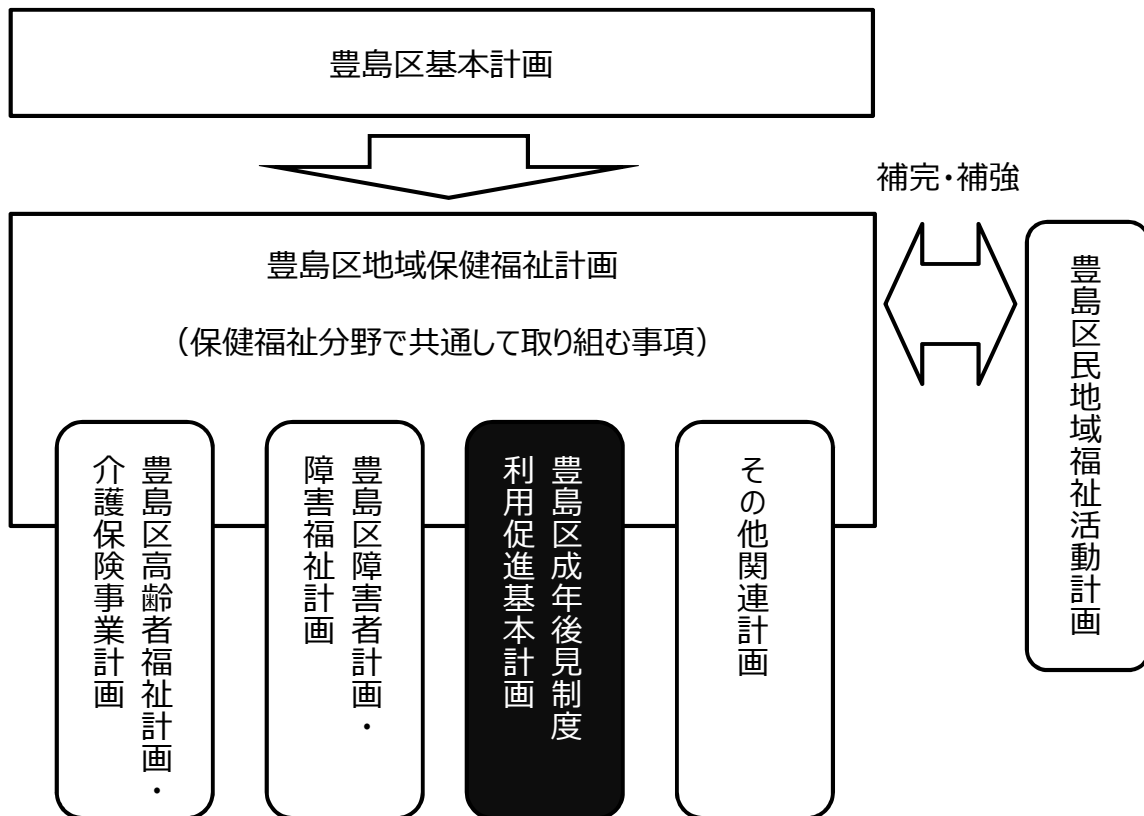 豊島区基本計画
補完・補強
豊島区地域保健福祉計画
（保健福祉分野で共通して取り組む事項）
豊島区高齢者福祉計画・
介護保険事業計画
豊島区障害者計画・
障害福祉計画
豊島区成年後見制度
利用促進基本計画
その他関連計画
豊島区民地域福祉活動計画